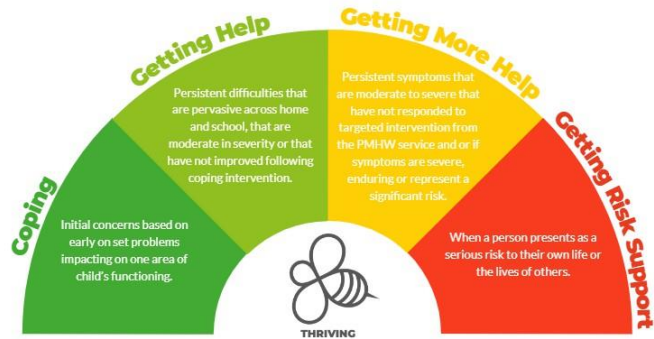 Coping
Initial concerns based on
early on set problems
impacting on one area of
child's functioning.
Getting Help
Persistent difficulties that
are pervasive across home
and school, that are
moderate in severity or that
have not improved following
coping intervention.
Getting More Help
Persistent symptoms that
are moderate to severe that
have not responded to
targeted intervention from
the PMHW service and or if
symptoms are severe,
enduring or represent a
significant risk.
Getting Risk Support
When a person presents as a
serious risk to their own life or
the lives of others.
THRIVING